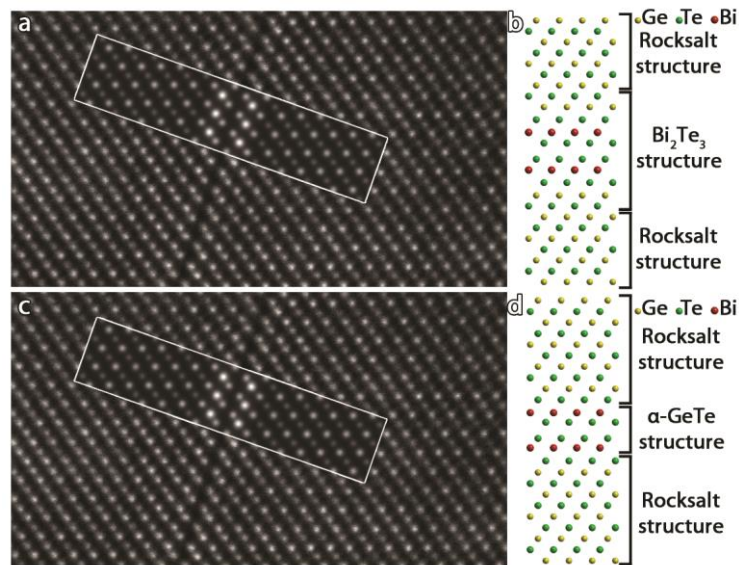 a
b
Ge Te Bi
Rocksalt
structure
Bi2Te3
structure
Rocksalt
structure
c
d
Ge Te Bi
Rocksalt
structure
α-GeTe
structure
Rocksalt
structure